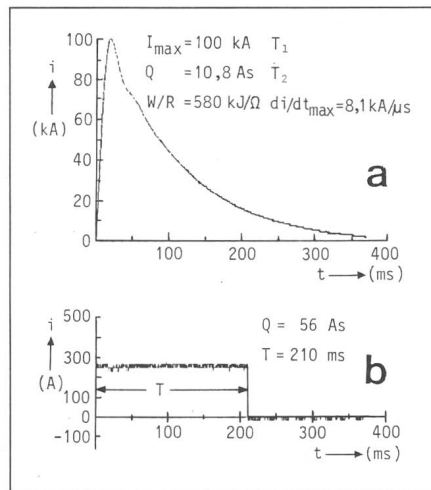 I_max = 100 kA T₁
Q = 10,8 As T₂
W/R = 580 kJ/Ω di/dt_max = 8,1 kA/µs
i
(kA)
100
80
60
40
20
0
a
0 100 200 300 400
t (ms)
i
(A)
500
300
100
0
-100
Q = 56 As
T = 210 ms
T
b
0 100 200 300 400
t (ms)